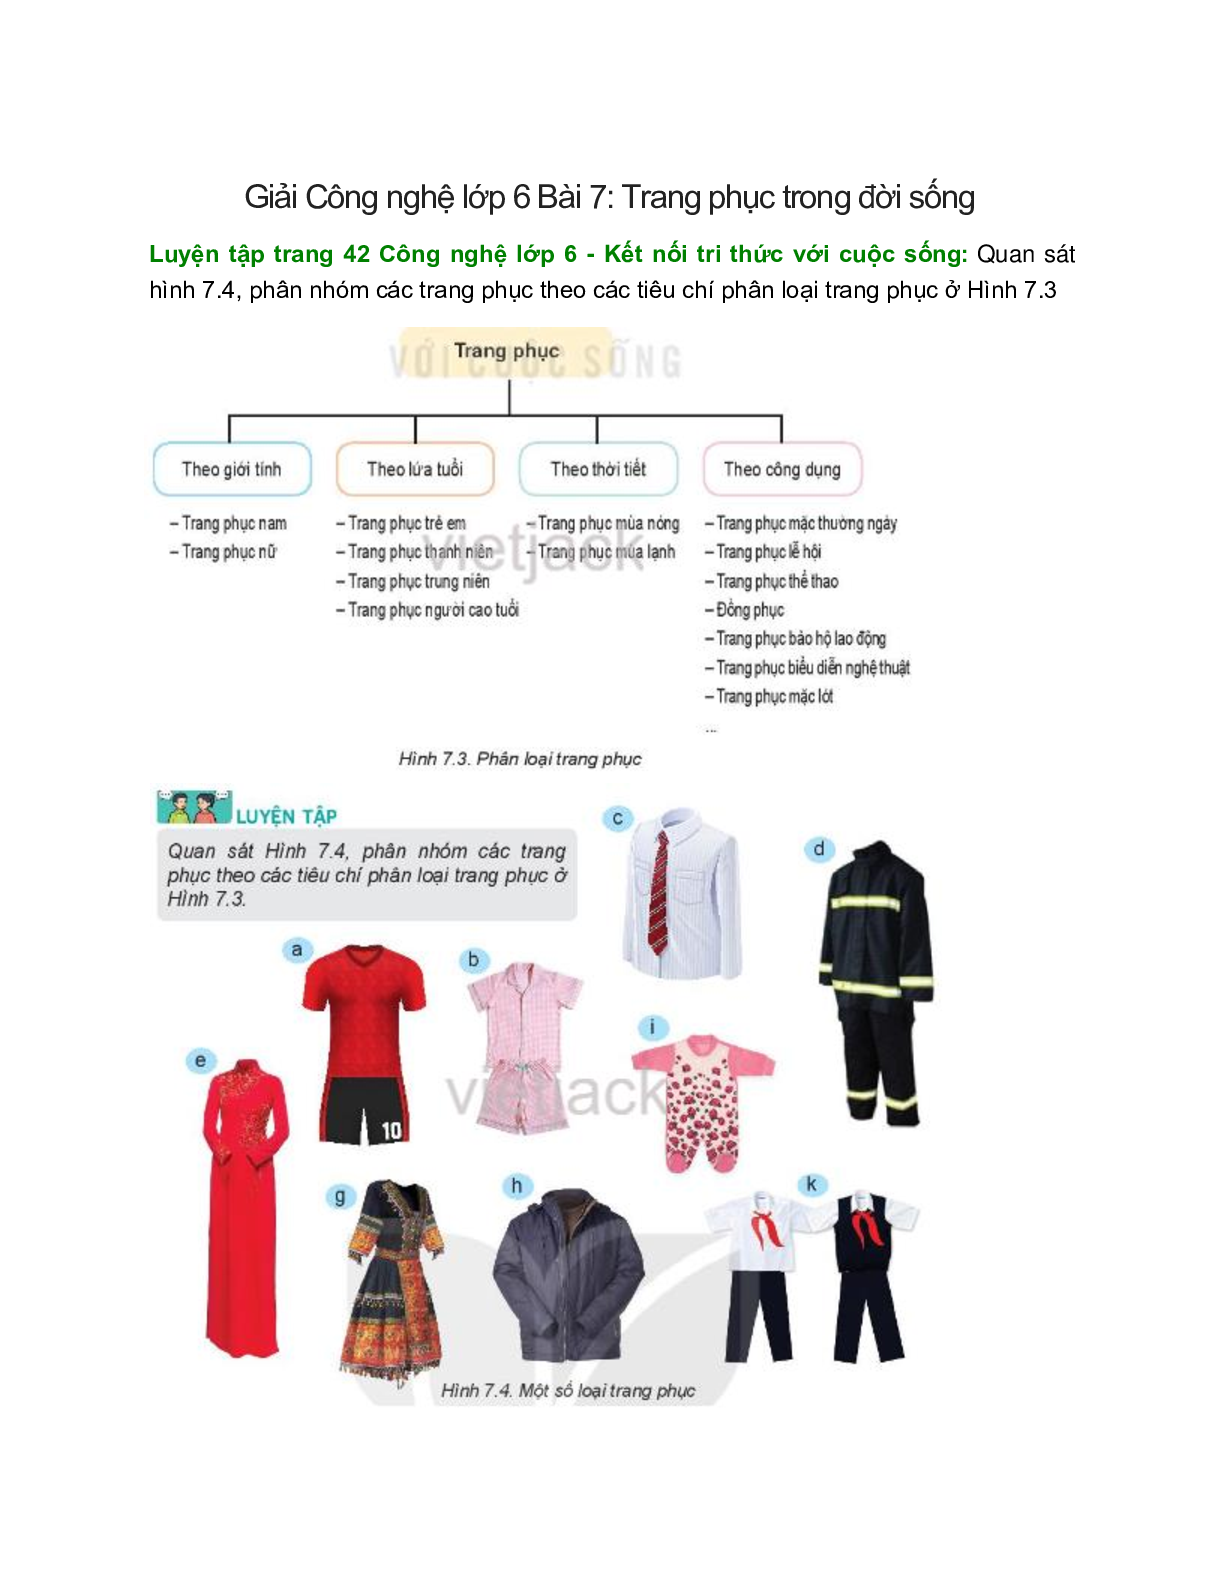 Giải Công nghệ lớp 6 Bài 7: Trang phục trong đời sống
Luyện tập trang 42 Công nghệ lớp 6 - Kết nối tri thức với cuộc sống: Quan sát
hình 7.4, phân nhóm các trang phục theo các tiêu chí phân loại trang phục ở Hình 7.3
VỚI CUỘC SỐNG
Trang phục
Theo giới tính
– Trang phục nam
– Trang phục nữ
Theo lứa tuổi
– Trang phục trẻ em
– Trang phục thanh niên
– Trang phục trung niên
– Trang phục người cao tuổi
Theo thời tiết
– Trang phục mùa nóng
– Trang phục mùa lạnh
Theo công dụng
– Trang phục mặc thường ngày
– Trang phục lễ hội
– Trang phục thể thao
– Đồng phục
– Trang phục bảo hộ lao động
– Trang phục biểu diễn nghệ thuật
– Trang phục mặc lót
...
vietjack
Hình 7.3. Phân loại trang phục
LUYỆN TẬP
Quan sát Hình 7.4, phân nhóm các trang
phục theo các tiêu chí phân loại trang phục ở
Hình 7.3.
c
d
a
b
i
e
10
vietjack
g
h
k
Hình 7.4. Một số loại trang phục